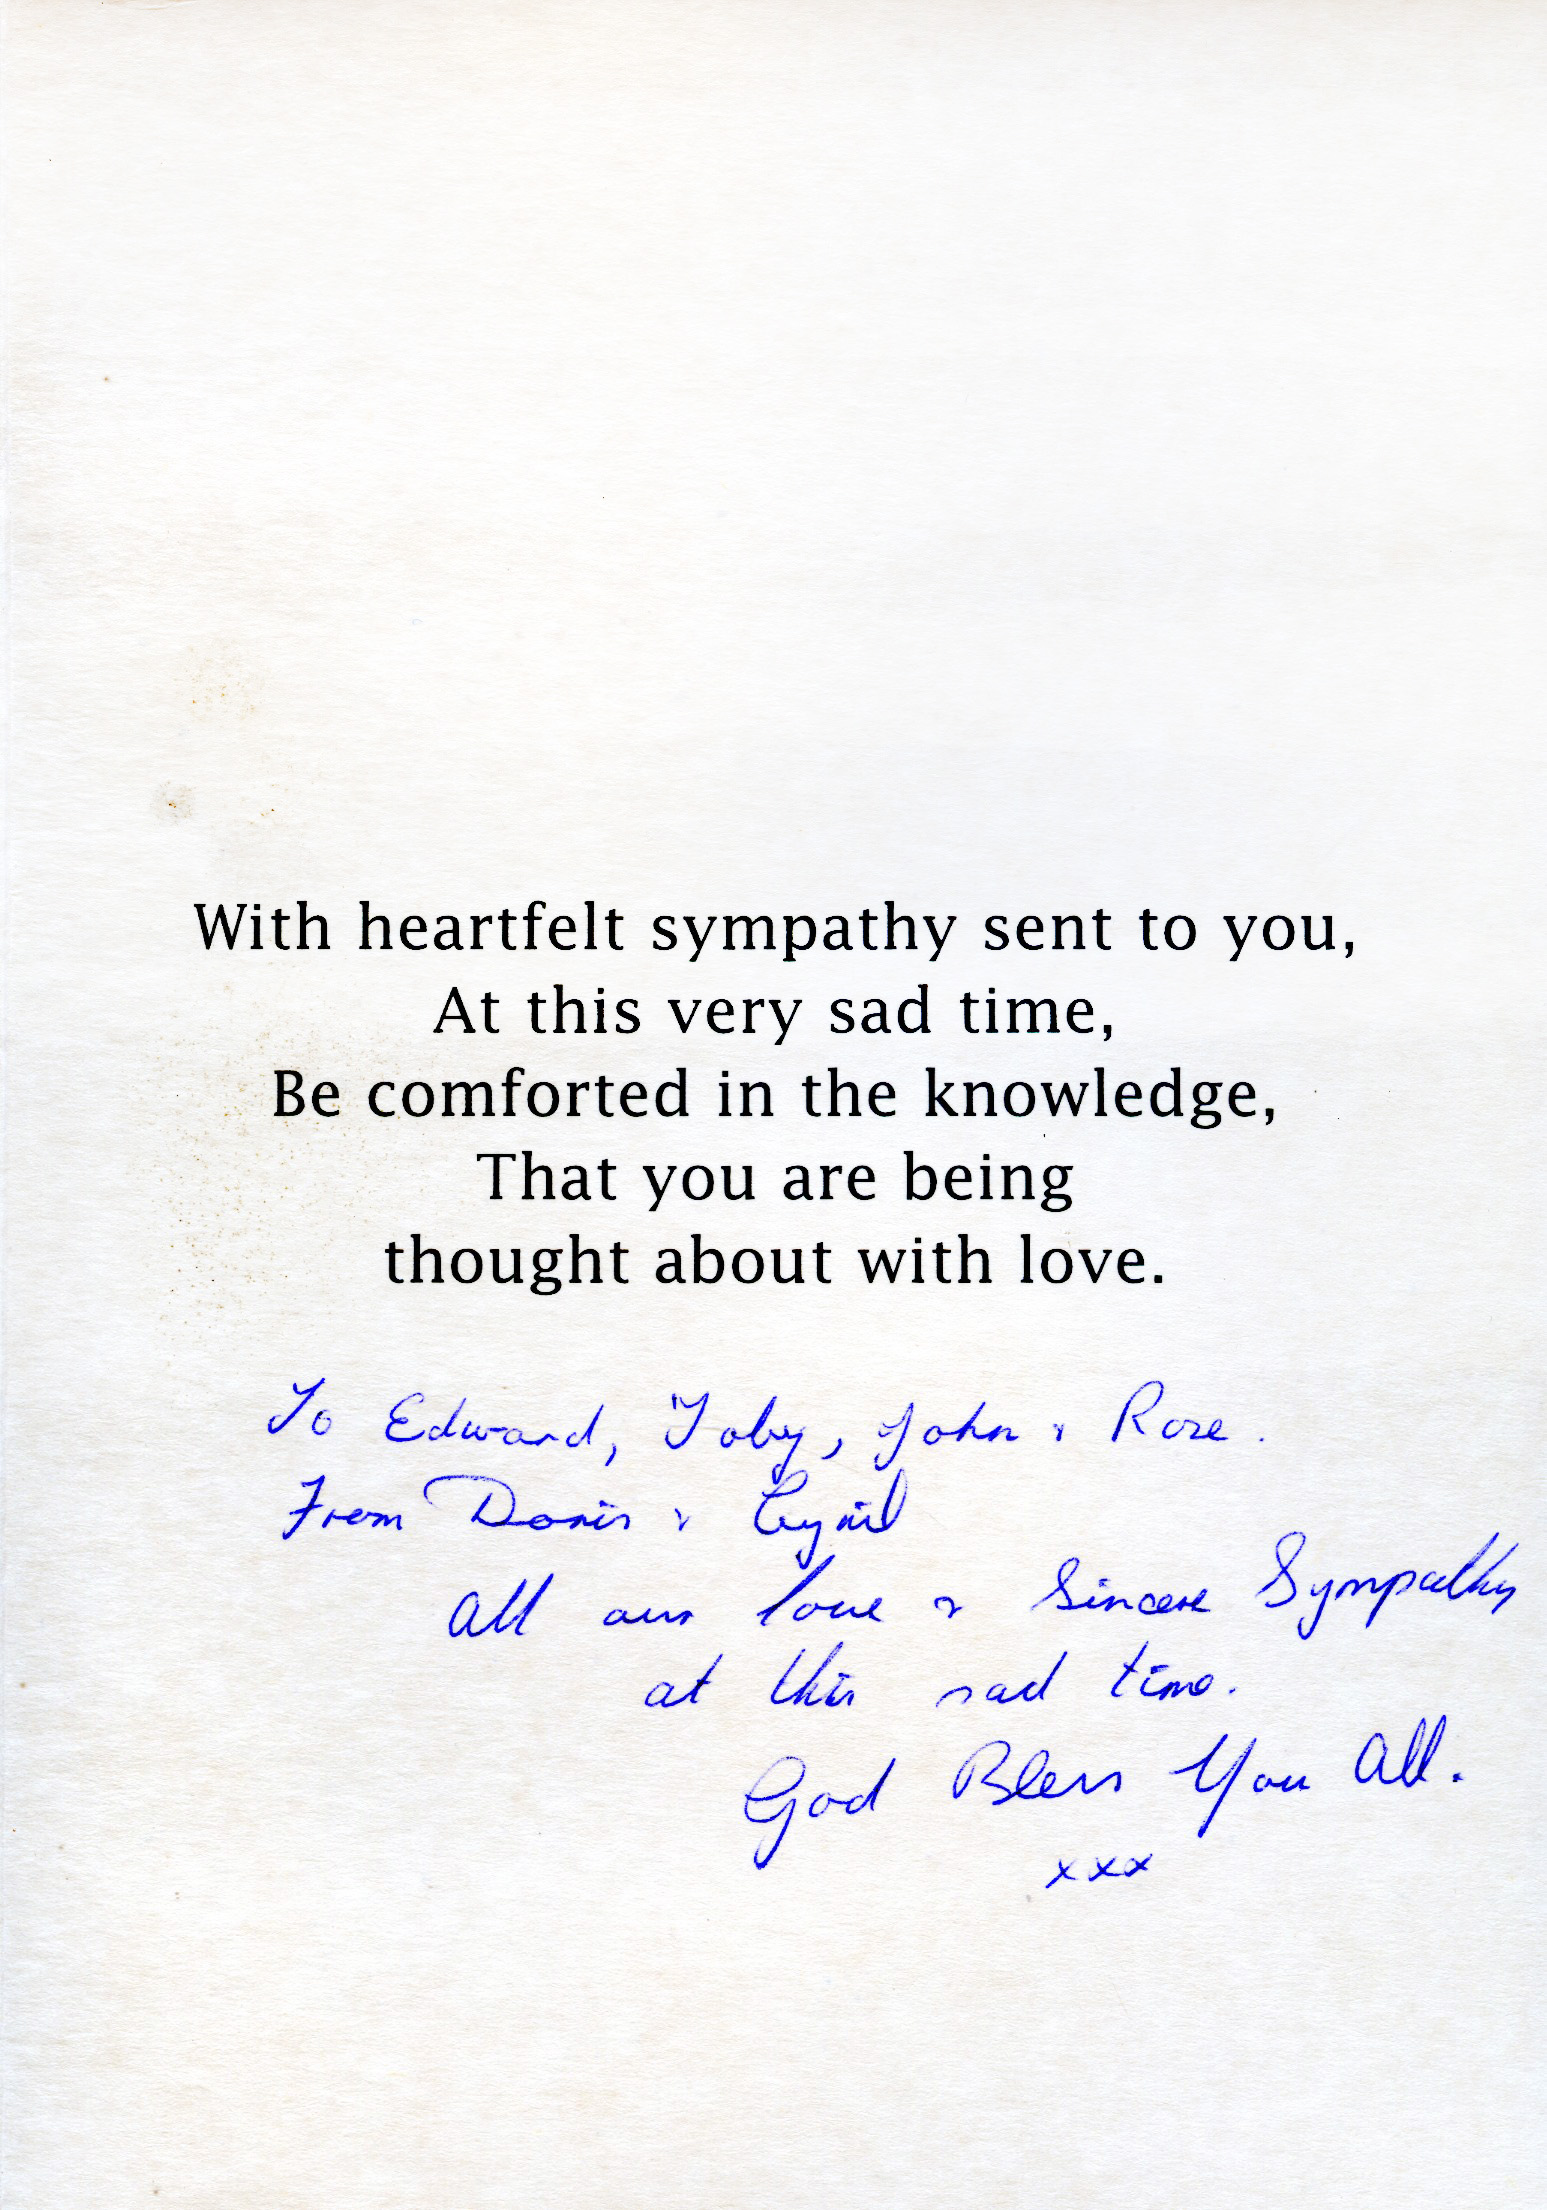 With heartfelt sympathy sent to you,
At this very sad time,
Be comforted in the knowledge,
That you are being
thought about with love.
To Edward, Toby, John & Rose.
From Doris & Cyril
All our love & Sincere Sympathy
at this sad time.
God Bless You All.
xxx